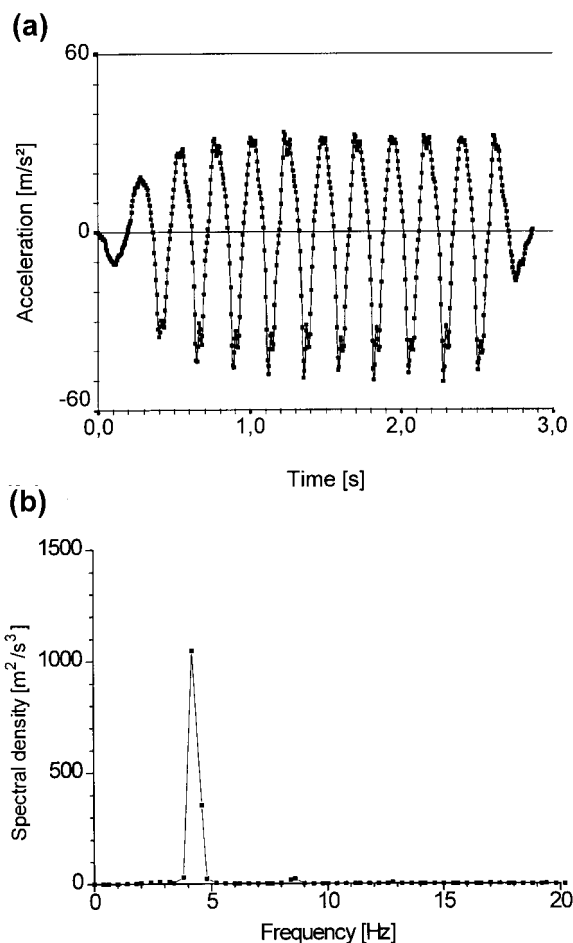 (a)
60
Acceleration [m/s²]
0
-60
0,0
1,0
2,0
3,0
Time [s]
(b)
1500
1000
500
0
Spectral density [m²/s³]
0
5
10
15
20
Frequency [Hz]